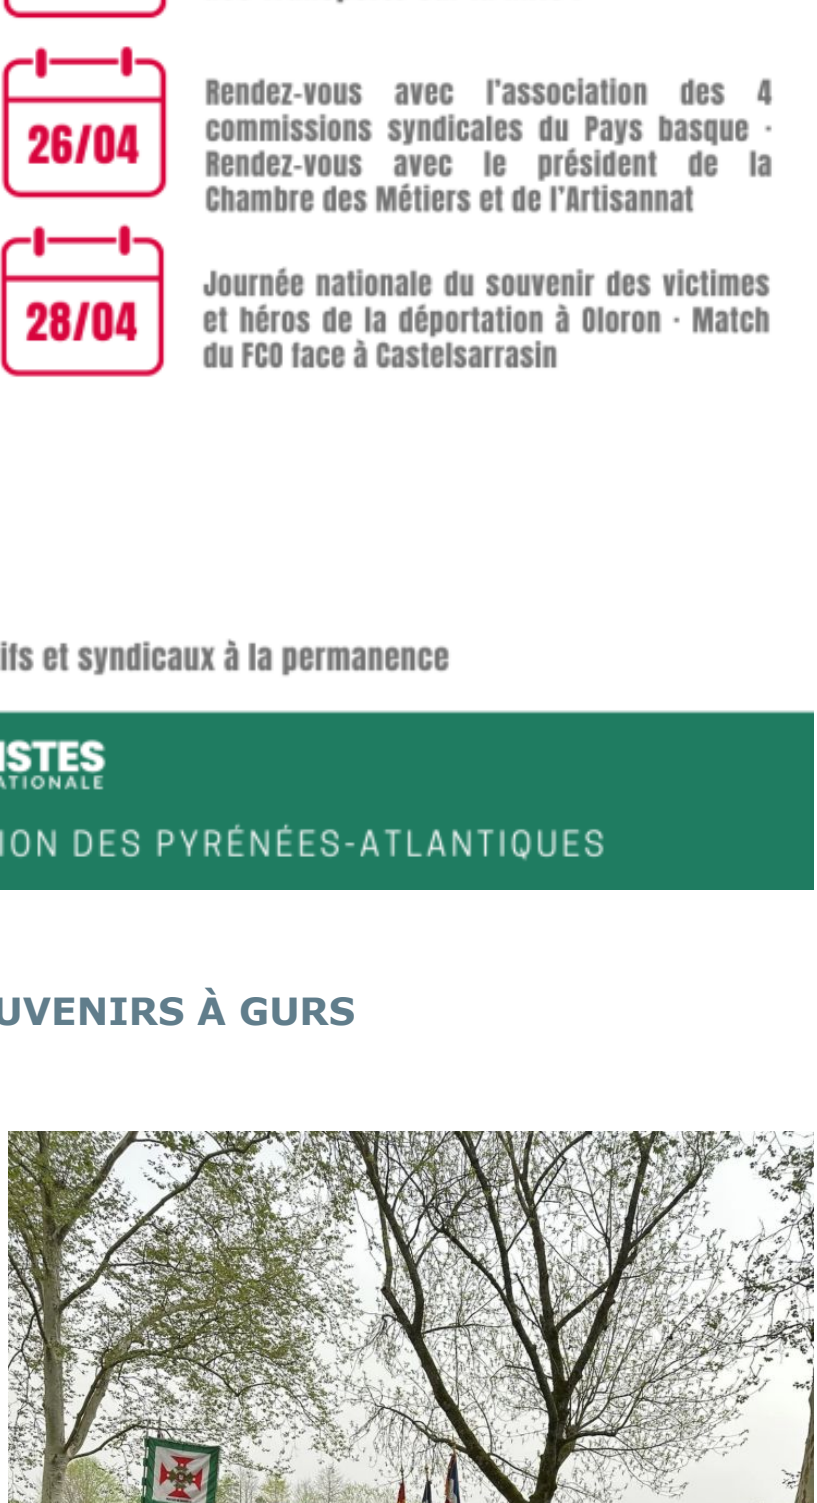 26/04
Rendez-vous avec l'association des 4
commissions syndicales du Pays basque ·
Rendez-vous avec le président de la
Chambre des Métiers et de l'Artisannat
28/04
Journée nationale du souvenir des victimes
et héros de la déportation à Oloron · Match
du FCO face à Castelsarrasin
ifs et syndicaux à la permanence
ISTES
ATIONALE
ION DES PYRÉNÉES-ATLANTIQUES
UVENIRS À GURS